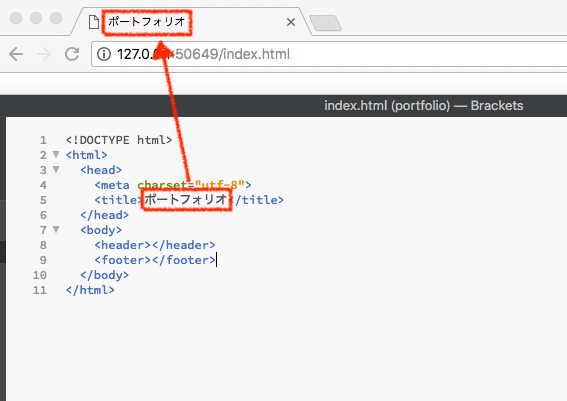 ポートフォリオ
127.0.0 50649/index.html
index.html (portfolio) — Brackets
1 <!DOCTYPE html>
2 <html>
3 <head>
4 <meta charset="utf-8">
5 <title>ポートフォリオ</title>
6 </head>
7 <body>
8 <header></header>
9 <footer></footer>
10 </body>
11 </html>